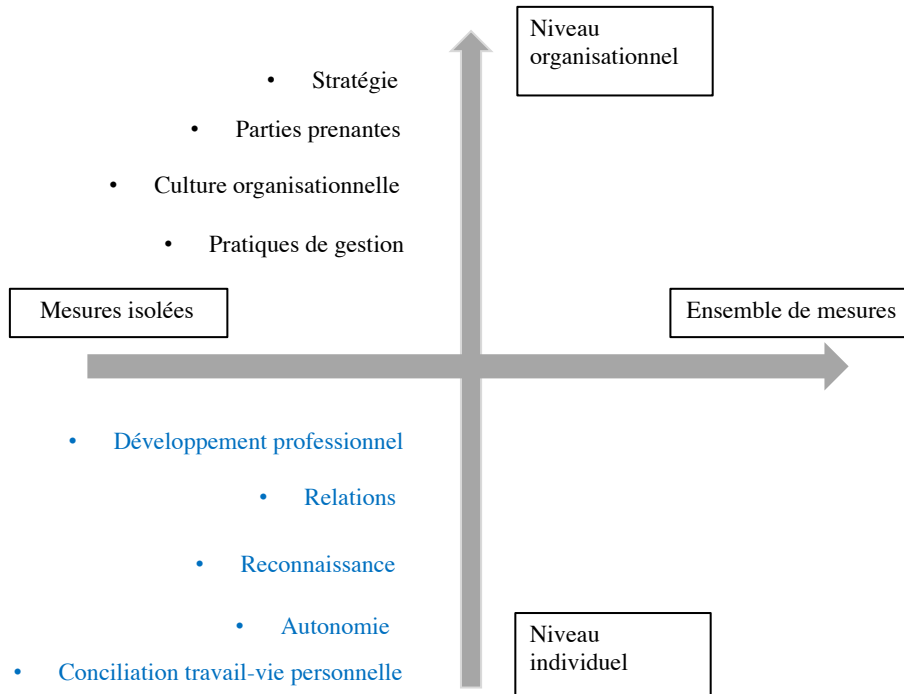 Niveau
organisationnel
• Stratégie
• Parties prenantes
• Culture organisationnelle
• Pratiques de gestion
Mesures isolées
Ensemble de mesures
• Développement professionnel
• Relations
• Reconnaissance
• Autonomie
Niveau
individuel
• Conciliation travail-vie personnelle